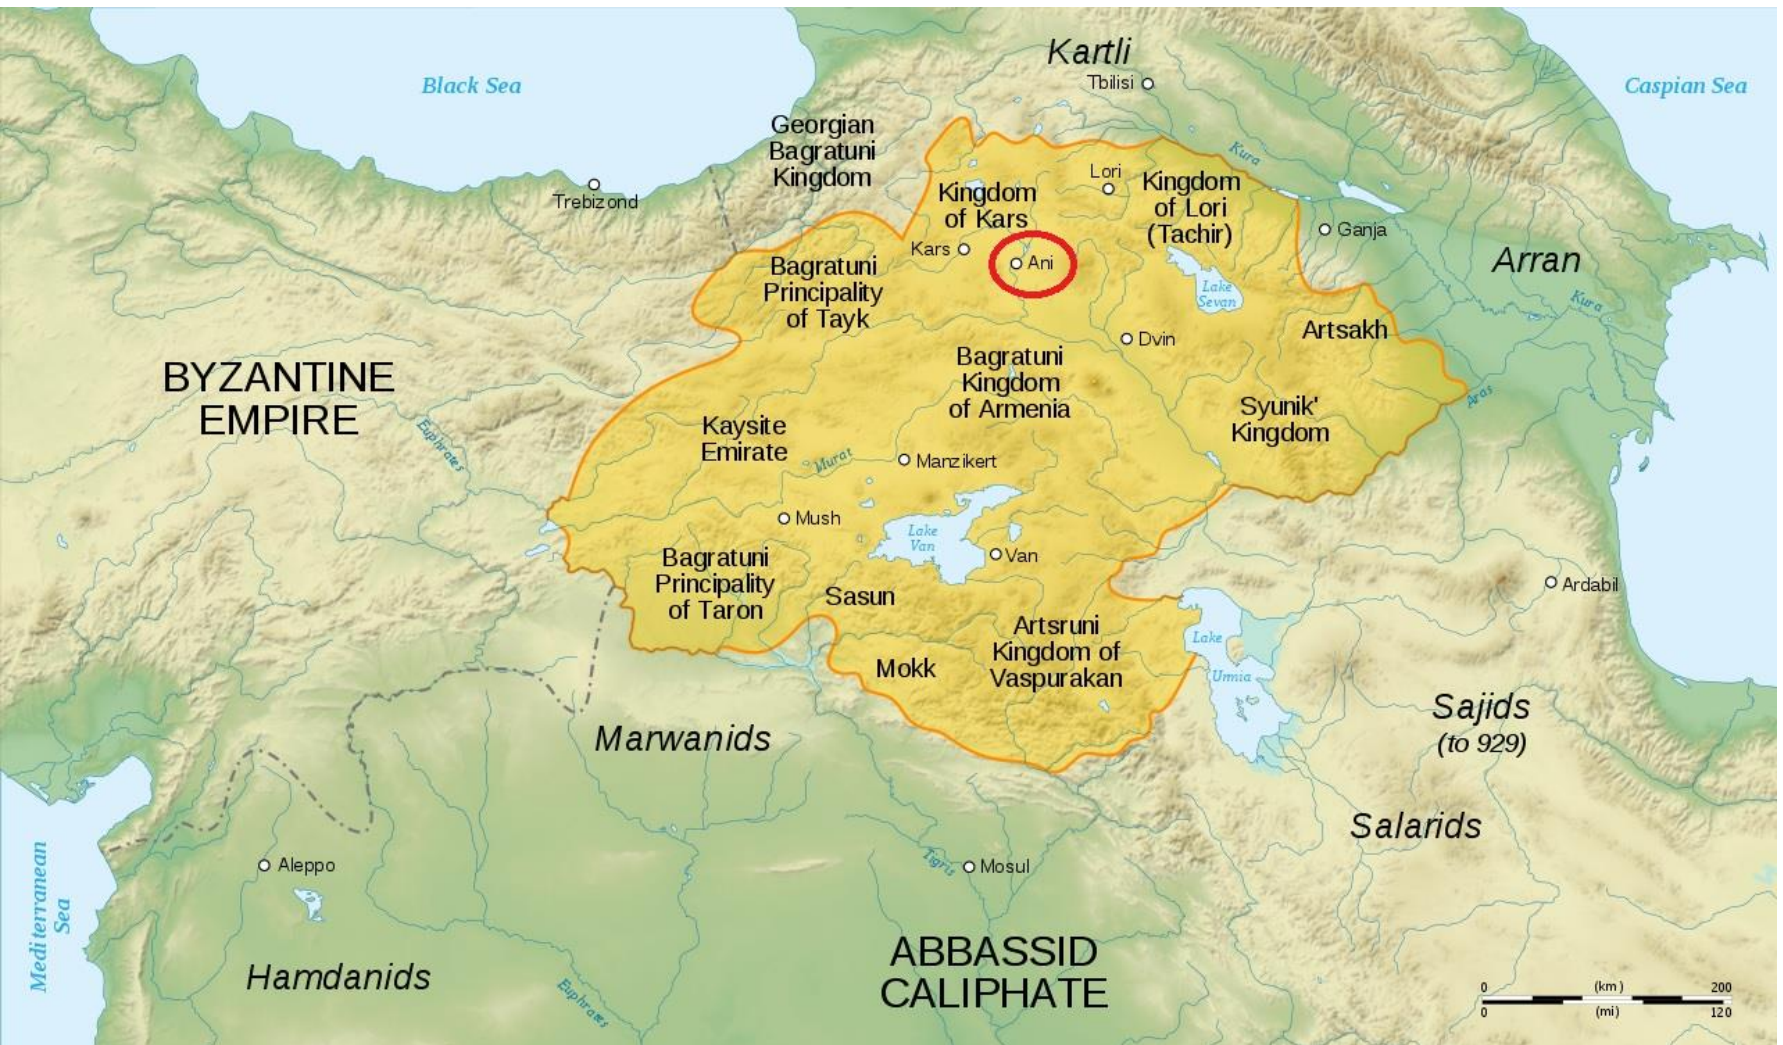 Black Sea
Caspian Sea
Kartli
Tbilisi
Georgian
Bagratuni
Kingdom
Kura
Trebizond
Lori
Kingdom
of Kars
Kingdom
of Lori
(Tachir)
Ganja
Kars
Ani
Arran
Bagratuni
Principality
of Tayk
Lake
Sevan
Kura
Artsakh
Dvin
BYZANTINE
EMPIRE
Bagratuni
Kingdom
of Armenia
Aras
Syunik'
Kingdom
Kaysite
Emirate
Euphrates
Murat
Manzikert
Mush
Lake
Van
Van
Bagratuni
Principality
of Taron
Sasun
Ardabil
Artsruni
Kingdom of
Vaspurakan
Lake
Urmia
Mokk
Sajids
(to 929)
Marwanids
Salarids
Mediterranean
Sea
Aleppo
Tigris
Mosul
Hamdanids
Euphrates
ABBASSID
CALIPHATE
0 (km) 200
0 (mi) 120